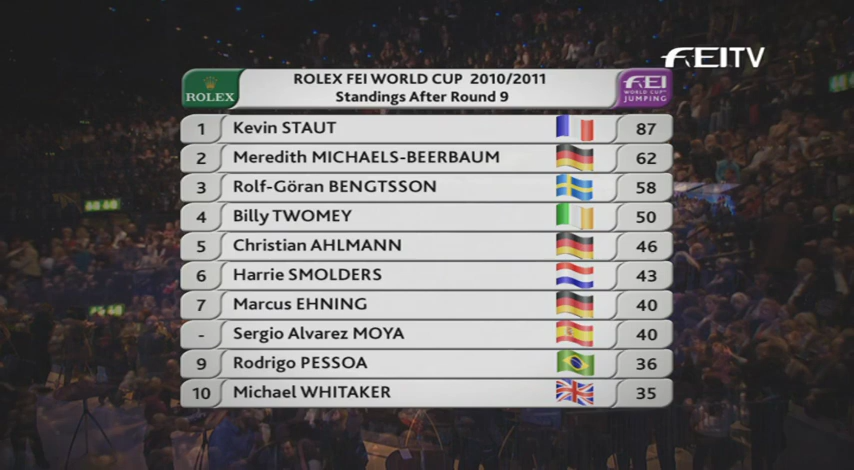 FEITV
ROLEX FEI WORLD CUP 2010/2011
Standings After Round 9
ROLEX
FEI
WORLD CUP
JUMPING
1 Kevin STAUT 87
2 Meredith MICHAELS-BEERBAUM 62
3 Rolf-Göran BENGTSSON 58
4 Billy TWOMEY 50
5 Christian AHLMANN 46
6 Harrie SMOLDERS 43
7 Marcus EHNING 40
- Sergio Alvarez MOYA 40
9 Rodrigo PESSOA 36
10 Michael WHITAKER 35